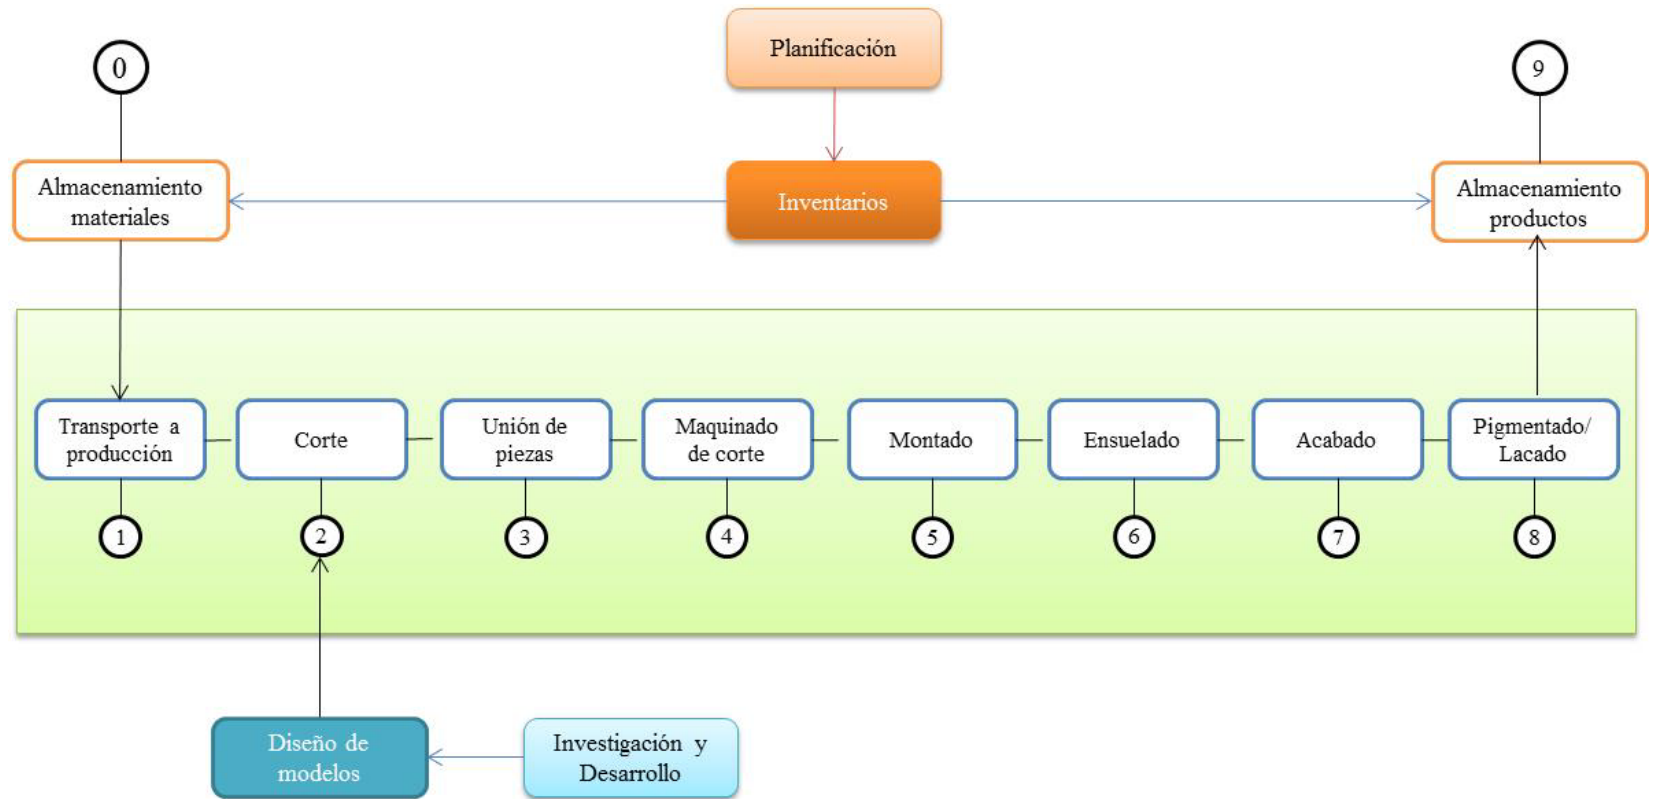 Planificación
0
9
Almacenamiento
materiales
Inventarios
Almacenamiento
productos
Transporte a
producción
Corte
Unión de
piezas
Maquinado
de corte
Montado
Ensuelado
Acabado
Pigmentado/
Lacado
1
2
3
4
5
6
7
8
Diseño de
modelos
Investigación y
Desarrollo